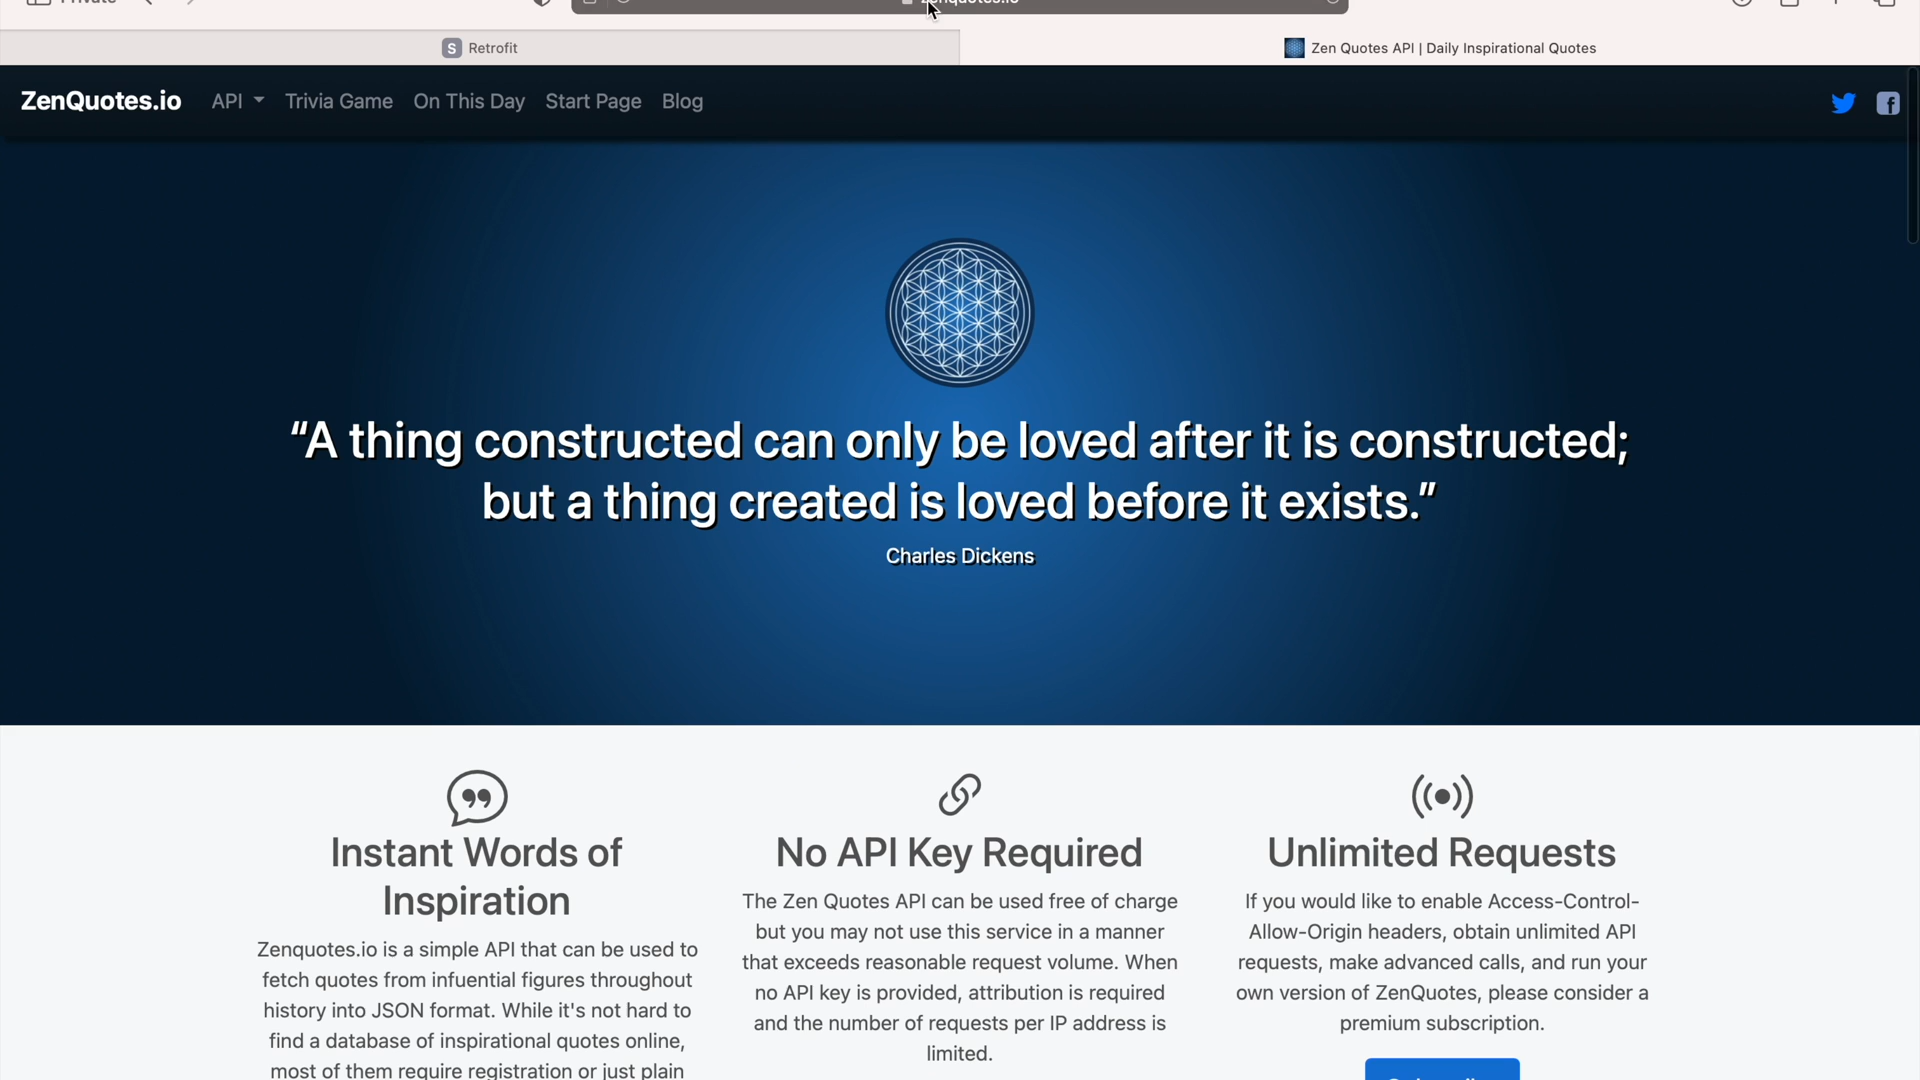 Retrofit
Zen Quotes API | Daily Inspirational Quotes
ZenQuotes.io API Trivia Game On This Day Start Page Blog
“A thing constructed can only be loved after it is constructed;
but a thing created is loved before it exists.”
Charles Dickens
Instant Words of
Inspiration
Zenquotes.io is a simple API that can be used to
fetch quotes from infuential figures throughout
history into JSON format. While it's not hard to
find a database of inspirational quotes online,
most of them require registration or just plain
No API Key Required
The Zen Quotes API can be used free of charge
but you may not use this service in a manner
that exceeds reasonable request volume. When
no API key is provided, attribution is required
and the number of requests per IP address is
limited.
Unlimited Requests
If you would like to enable Access-Control-
Allow-Origin headers, obtain unlimited API
requests, make advanced calls, and run your
own version of ZenQuotes, please consider a
premium subscription.